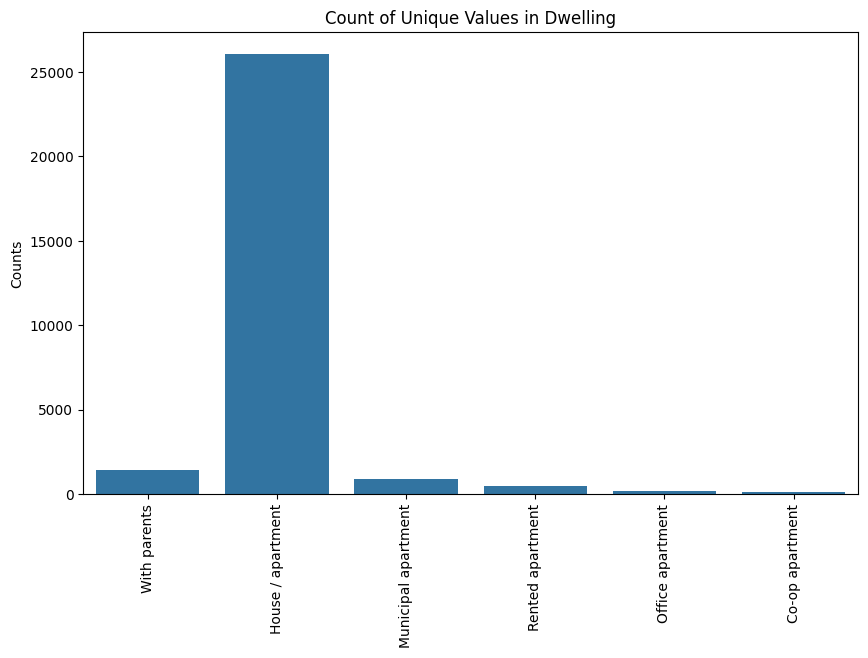 Count of Unique Values in Dwelling
Counts
25000
20000
15000
10000
5000
0
With parents
House / apartment
Municipal apartment
Rented apartment
Office apartment
Co-op apartment